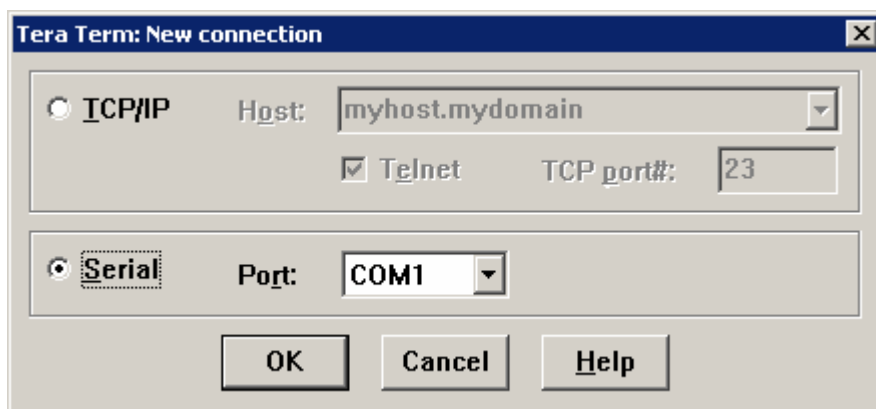 Tera Term: New connection
TCP/IP Host: myhost.mydomain
Telnet TCP port#: 23
Serial Port: COM1
OK Cancel Help